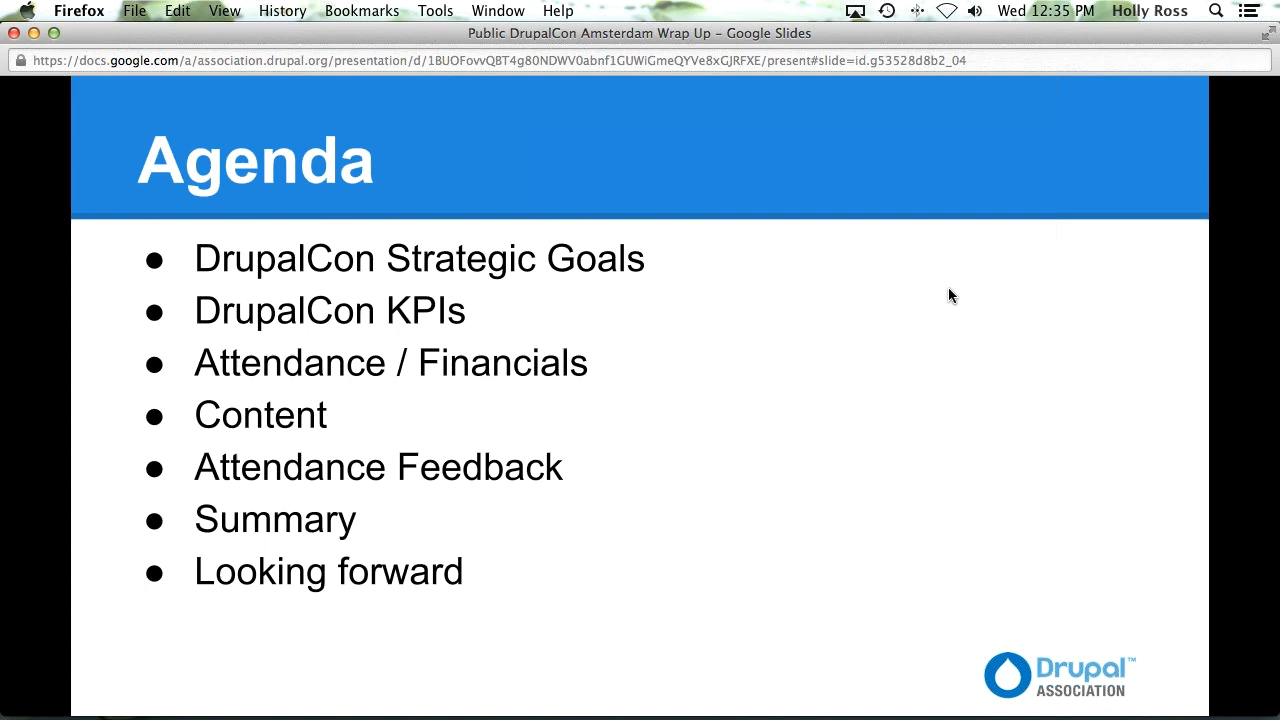 Firefox File Edit View History Bookmarks Tools Window Help Wed 12:35 PM Holly Ross
Public DrupalCon Amsterdam Wrap Up – Google Slides
https://docs.google.com/a/association.drupal.org/presentation/d/1BUOFovvQBT4g80NDWV0abnf1GUWiGmeQYVe8xGJRFXE/present#slide=id.g53528d8b2_04
Agenda
● DrupalCon Strategic Goals
● DrupalCon KPIs
● Attendance / Financials
● Content
● Attendance Feedback
● Summary
● Looking forward
Drupal™
ASSOCIATION